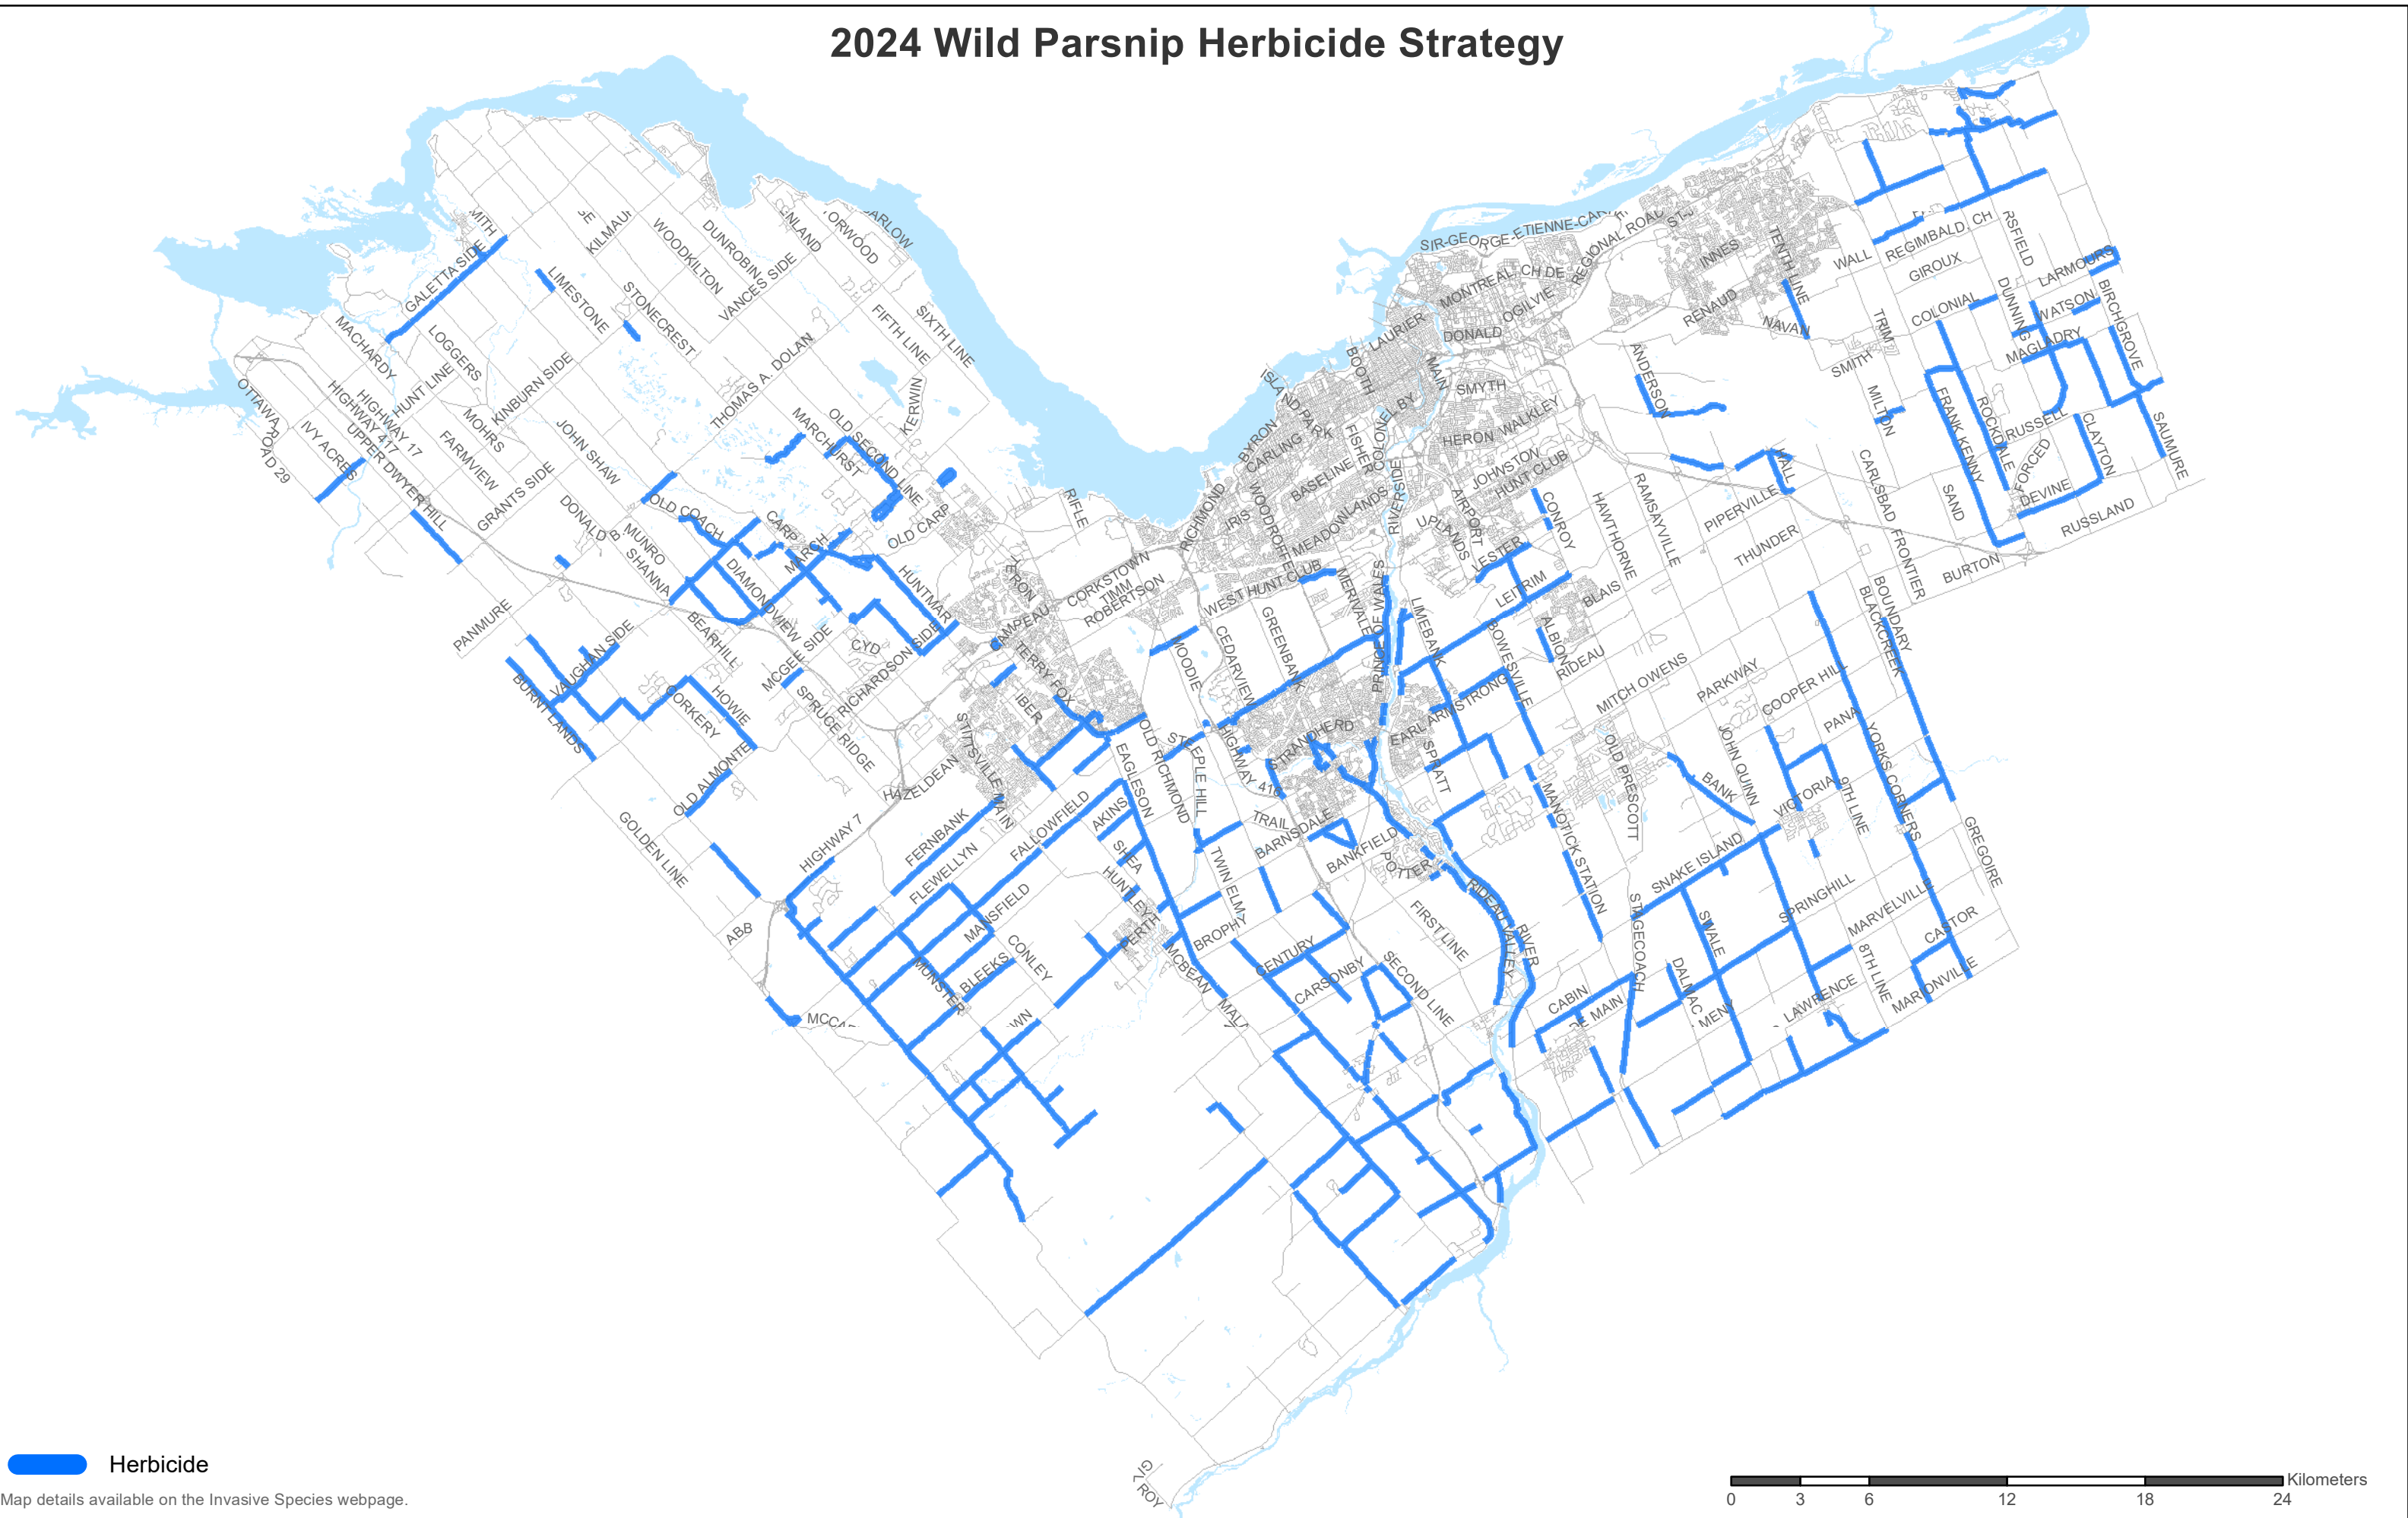 2024 Wild Parsnip Herbicide Strategy
GALETTA SIDE
LIMESTONE
WOODKILTON
DUNROBIN
VANCES SIDE
STONECREST
FIFTH LINE
SIXTH LINE
MACHARDY
LOGGERS
HUNT LINE
HIGHWAY 17
HIGHWAY 417
KINBURN SIDE
MOHRS
FARMVIEW
IVY ACRES
UPPER DWYER HILL
GRANTS SIDE
JOHN SHAW
THOMAS A. DOLAN
MARCHURST
OLD SECOND LINE
KERWIN
OLD COACH
CARP
MARCH
OLD CARP
RIFLE
DONALD B. MUNRO
SHANNA
DIAMONDVIEW
HUNTMAR
PANMURE
VAUGHAN SIDE
BURNT LANDS
BEARHILL
MCGEE SIDE
CYD
RICHARDSON SIDE
SPRUCE RIDGE
HOWIE
CORKERY
OLD ALMONTE
GOLDEN LINE
HIGHWAY 7
HAZELDEAN
STITTSVILLE MAIN
IBER
TERRY FOX
CORKSTOWN
TIMM
ROBERTSON
WEST HUNT CLUB
MOODIE
CEDARVIEW
GREENBANK
MERIVALE
PRINCE OF WALES
RICHMOND
WOODROFFE
IRIS
BASELINE
MEADOWLANDS
CARLING
BYRON
ISLAND PARK
FISHER
COLONEL BY
RIVERSIDE
BOOTH
LAURIER
MAIN
MONTREAL
OGILVIE
DONALD
SMYTH
HERON
WALKLEY
JOHNSTON
HUNT CLUB
AIRPORT
UPLANDS
LESTER
CONROY
LEITRIM
BLAIS
ALBION
LIMEBANK
BOWESVILLE
RIDEAU
EARL ARMSTRONG
SPRATT
STRANDHERD
HIGHWAY 416
INNES
TENTH LINE
RENAUD
NAVAN
WALL
REGIMBALD, CH
GIROUX
COLONIAL
TRIM
SMITH
MILTON
ANDERSON
DUNNING
LARMOURS
WATSON
MAGLADRY
BIRCHGROVE
FRANK KENNY
ROCKDALE
RUSSELL
FORCED
CLAYTON
SAUMURE
DEVINE
RUSSLAND
SAND
CARLSBAD
FRONTIER
BURTON
BOUNDARY
BLACKCREEK
HALL
PIPERVILLE
THUNDER
RAMSAYVILLE
HAWTHORNE
MITCH OWENS
PARKWAY
COOPER HILL
PANA
YORKS CORNERS
JOHN QUINN
BANK
VICTORIA
9TH LINE
GREGOIRE
OLD PRESCOTT
MANOTICK STATION
SNAKE ISLAND
STAGECOACH
SWALE
SPRINGHILL
MARVELVILLE
CASTOR
MARIONVILLE
8TH LINE
LAWRENCE
DALMAC
CABIN
RIVER
RIDEAU VALLEY
FIRST LINE
SECOND LINE
POTTER
BANKFIELD
BARNSDALE
TRAIL
TWIN ELM
STEEPLE HILL
OLD RICHMOND
EAGLESON
AKINS
SHEA
HUNTLEY
PERTH
BROPHY
MCBEAN
CENTURY
CARSONBY
FALLOWFIELD
FERNBANK
FLEWELLYN
MANSFIELD
CONLEY
BLEEKS
MUNSTER
ABB
Herbicide
Map details available on the Invasive Species webpage.
0 3 6 12 18 24 Kilometers